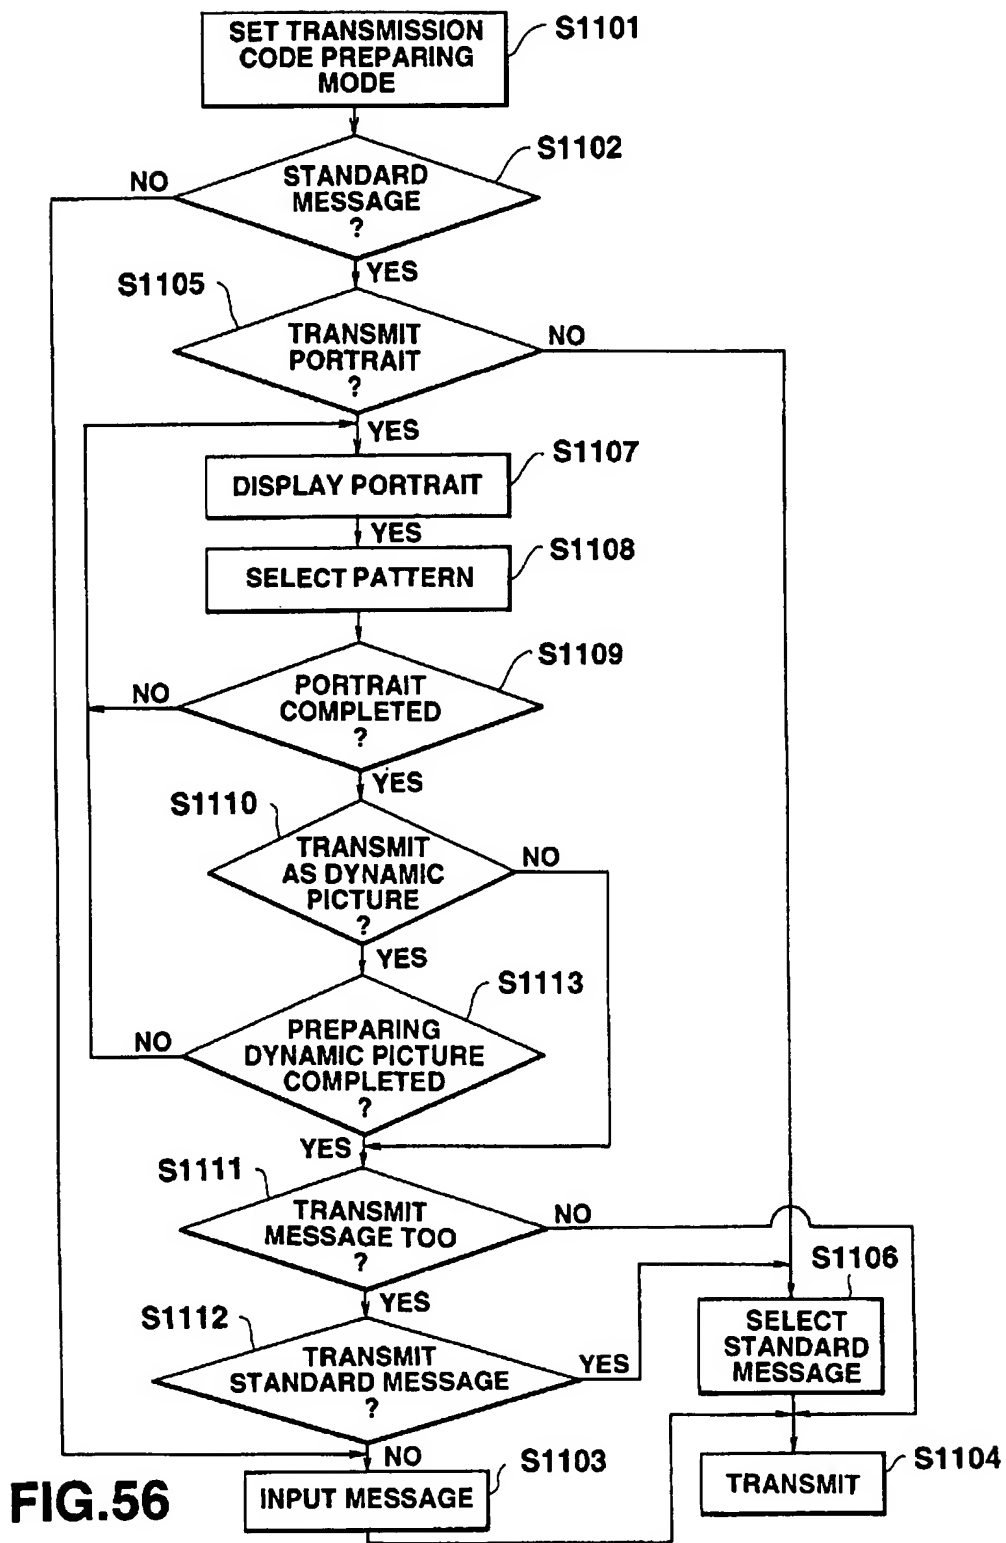 SET TRANSMISSION
CODE PREPARING
MODE
S1101
S1102
NO
STANDARD
MESSAGE
?
YES
S1105
TRANSMIT
PORTRAIT
?
NO
YES
S1107
DISPLAY PORTRAIT
YES
S1108
SELECT PATTERN
S1109
NO
PORTRAIT
COMPLETED
?
YES
S1110
TRANSMIT
AS DYNAMIC
PICTURE
?
NO
YES
S1113
NO
PREPARING
DYNAMIC PICTURE
COMPLETED
?
YES
S1111
TRANSMIT
MESSAGE TOO
?
NO
YES
S1106
SELECT
STANDARD
MESSAGE
S1112
TRANSMIT
STANDARD MESSAGE
?
YES
NO
S1103
INPUT MESSAGE
S1104
TRANSMIT
FIG.56